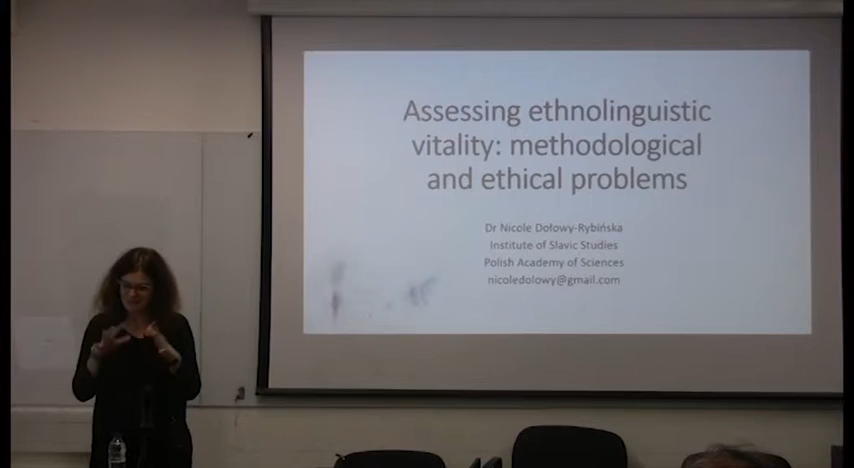 Assessing ethnolinguistic
vitality: methodological
and ethical problems
Dr Nicole Dołowy-Rybińska
Institute of Slavic Studies
Polish Academy of Sciences
nicoledolowy@gmail.com